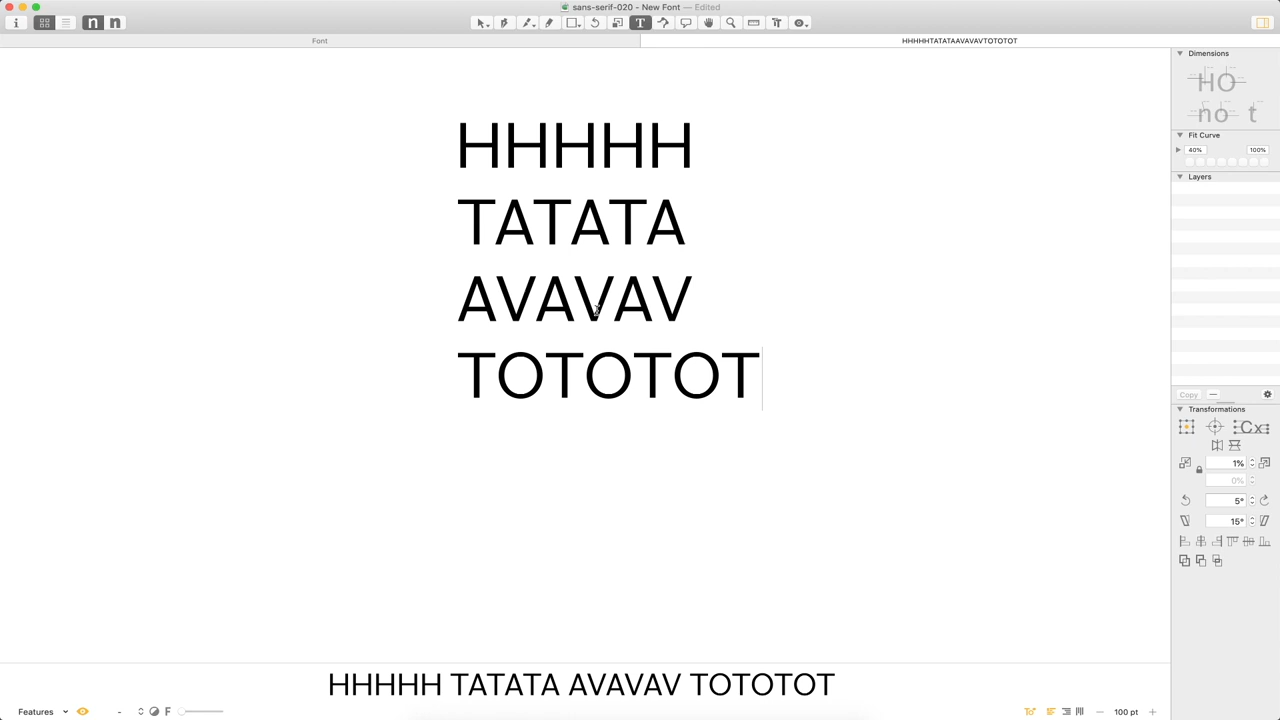 sans-serif-020 - New Font — Edited
Font
HHHHHTATATAAVAVAVTOTOTOT
HHHHH
TATATA
AVAVAV
TOTOTOT
HHHHH TATATA AVAVAV TOTOTOT
Features
-
F
100 pt
Dimensions
HO
no t
Fit Curve
40%
100%
Layers
Copy
Transformations
Cx
1%
0%
5°
15°